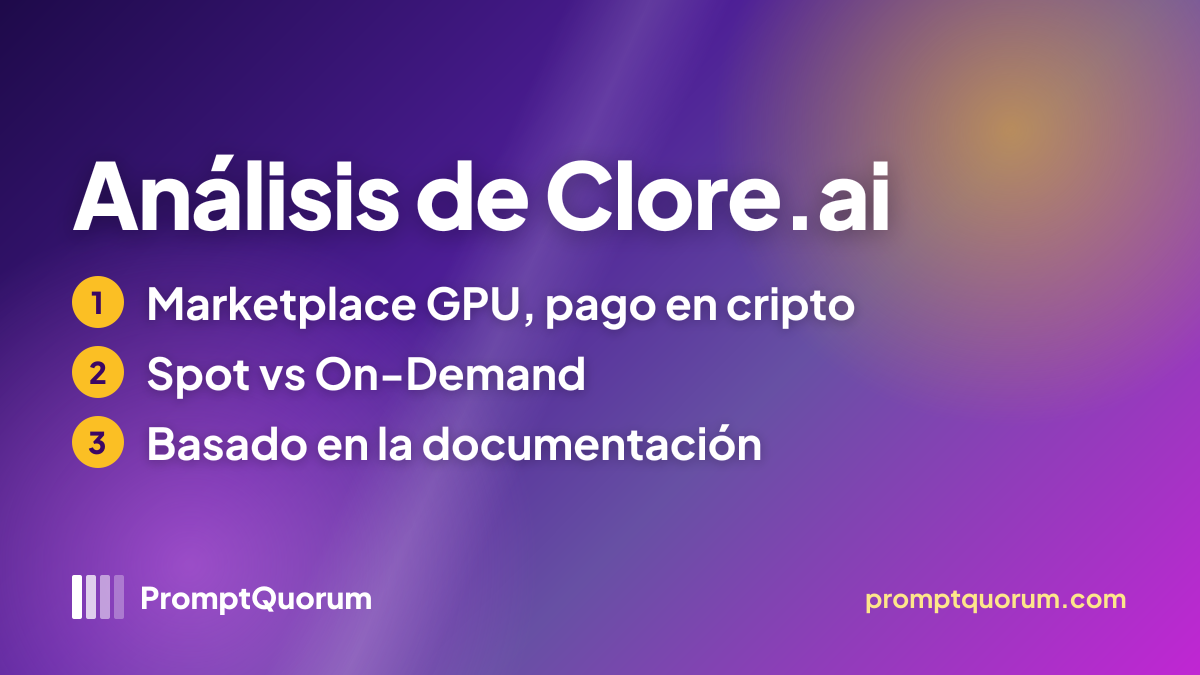 Análisis de Clore.ai
1 Marketplace GPU, pago en cripto
2 Spot vs On-Demand
3 Basado en la documentación
PromptQuorum
promptquorum.com